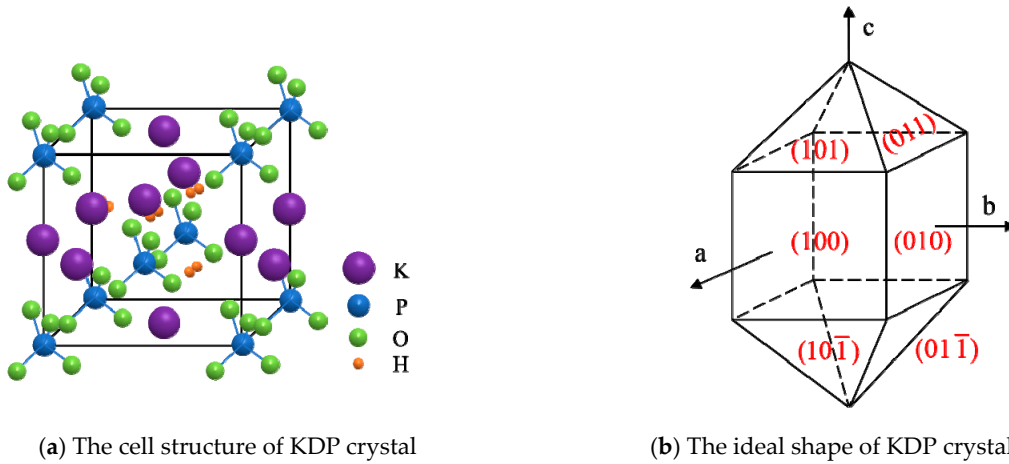 K
P
O
H
(a) The cell structure of KDP crystal
c
(011)
(101)
b
a
(100)
(010)
(101̅)
(011̅)
(b) The ideal shape of KDP crystal